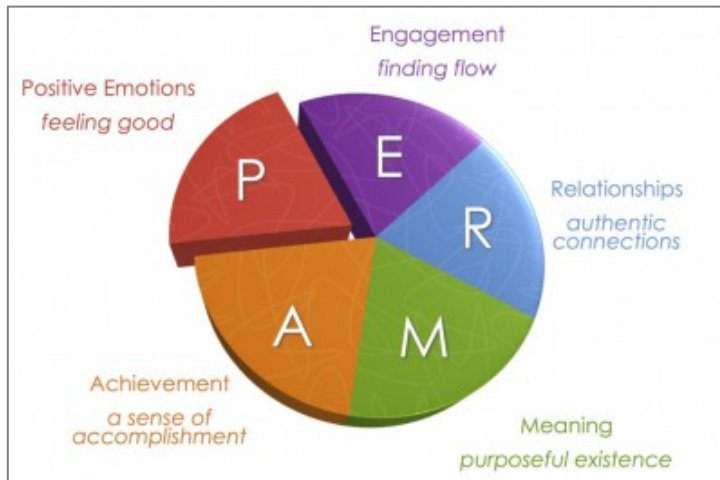 Engagement
finding flow
Positive Emotions
feeling good
P
E
R
Relationships
authentic
connections
A
M
Achievement
a sense of
accomplishment
Meaning
purposeful existence